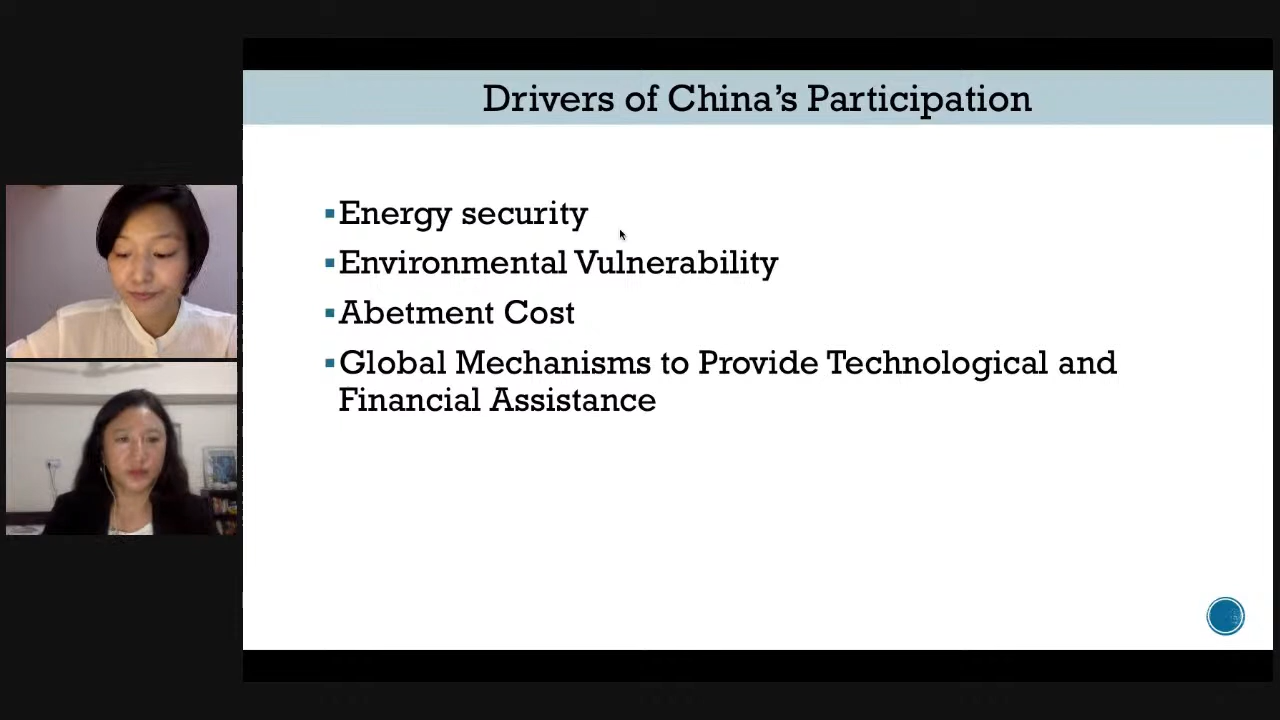 Drivers of China's Participation
Energy security
Environmental Vulnerability
Abetment Cost
Global Mechanisms to Provide Technological and
Financial Assistance